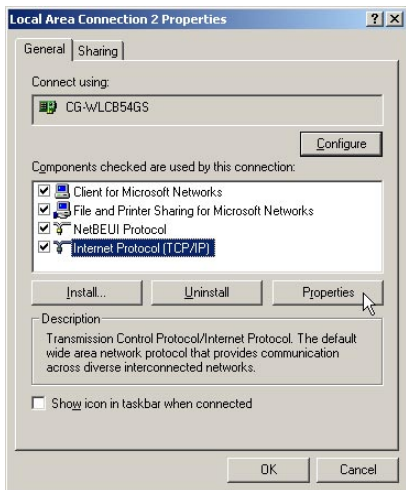 Local Area Connection 2 Properties
General
Sharing
Connect using:
CG-WLCB54GS
Configure
Components checked are used by this connection:
Client for Microsoft Networks
File and Printer Sharing for Microsoft Networks
NetBEUI Protocol
Internet Protocol (TCP/IP)
Install...
Uninstall
Properties
Description
Transmission Control Protocol/Internet Protocol. The default
wide area network protocol that provides communication
across diverse interconnected networks.
Show icon in taskbar when connected
OK
Cancel